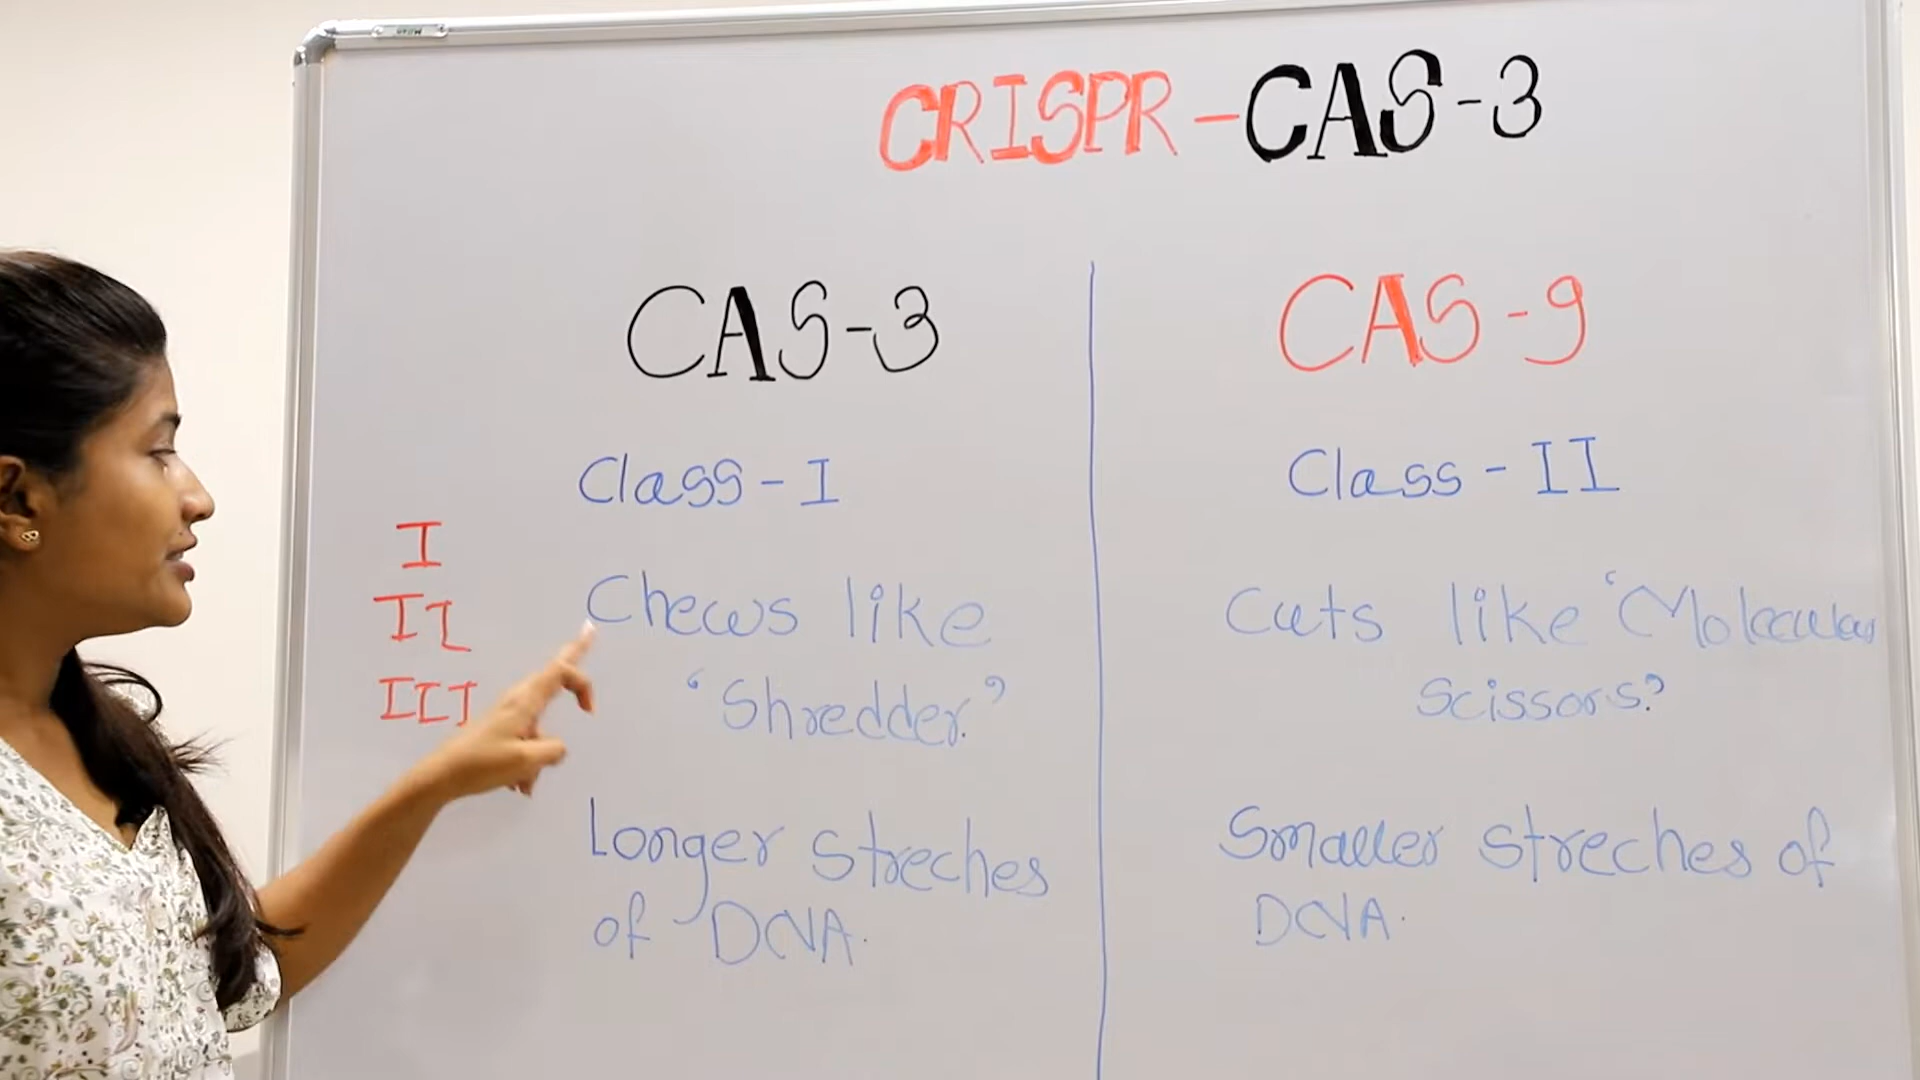 CRISPR-CAS-3
CAS-3
Class-I
I
II
III
Chews like
'Shredder.'
Longer streches
of DNA.
CAS-9
Class-II
Cuts like 'Molecular
Scissors.'
Smaller streches of
DNA.